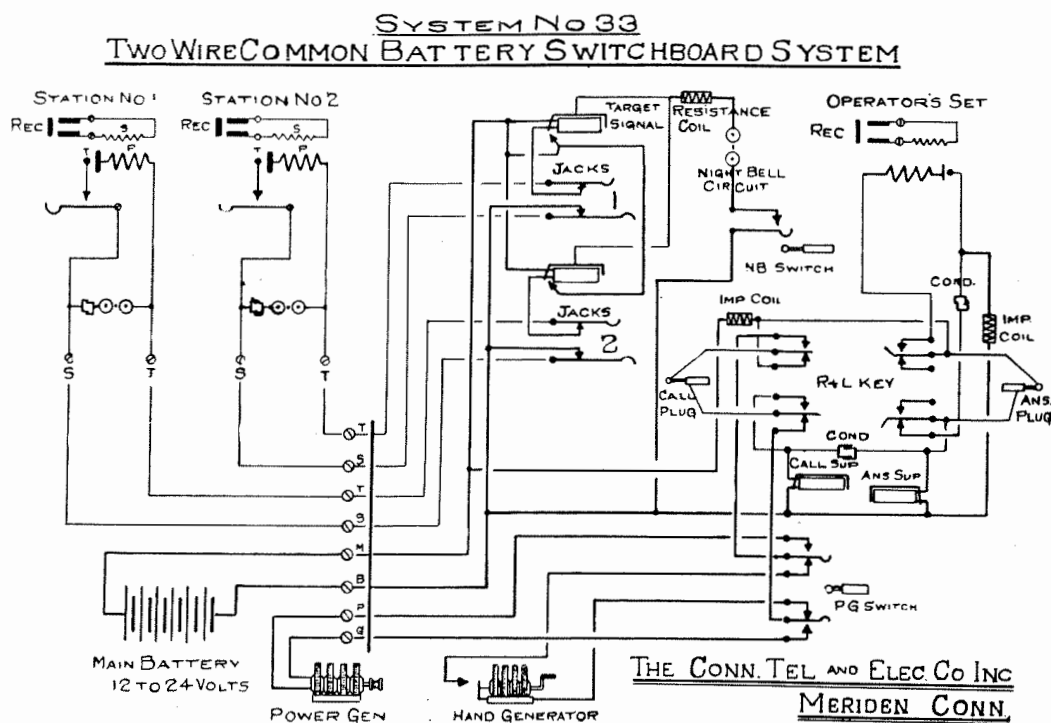 SYSTEM NO 33
TWO WIRE COMMON BATTERY SWITCHBOARD SYSTEM
STATION NO 1
STATION NO 2
REC
S
T
P
REC
S
T
P
TARGET
SIGNAL
RESISTANCE
COIL
OPERATOR'S SET
REC
JACKS
1
NIGHT BELL
CIRCUIT
NB SWITCH
COND.
IMP COIL
IMP.
COIL
JACKS
2
S
T
S
T
R&L KEY
CALL
PLUG
ANS.
PLUG
COND
CALL SUP
ANS SUP
T
S
T
S
M
B
P
G
PG SWITCH
MAIN BATTERY
12 TO 24 VOLTS
POWER GEN
HAND GENERATOR
THE CONN. TEL AND ELEC. CO INC
MERIDEN CONN.